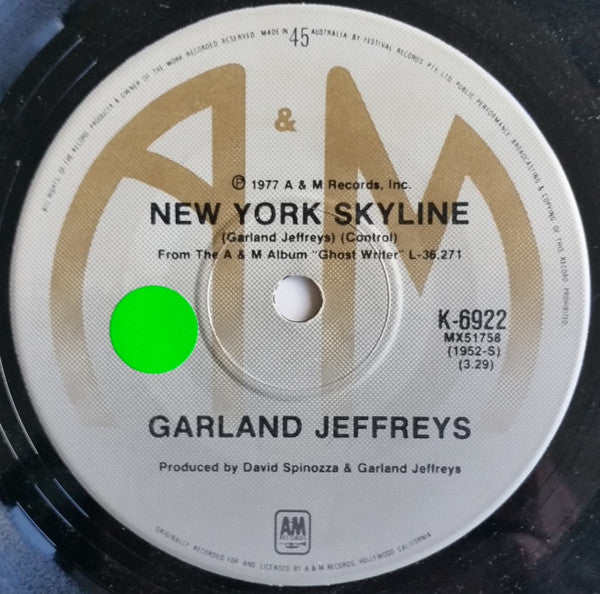 ALL RIGHTS OF THE RECORD PRODUCER & OWNER OF THE WORK RECORDED RESERVED. MADE IN 45 AUSTRALIA BY FESTIVAL RECORDS PTY. LTD. PUBLIC PERFORMANCE BROADCASTING & COPYING OF THIS RECORD PROHIBITED.
A & M
℗ 1977 A & M Records, Inc.
NEW YORK SKYLINE
(Garland Jeffreys) (Control)
From The A & M Album "Ghost Writer" L-36,271
K-6922
MX51758
(1952-S)
(3.29)
GARLAND JEFFREYS
Produced by David Spinozza & Garland Jeffreys
A&M
RECORDS
ORIGINALLY RECORDED FOR AND LICENSED BY A & M RECORDS, HOLLYWOOD CALIFORNIA.